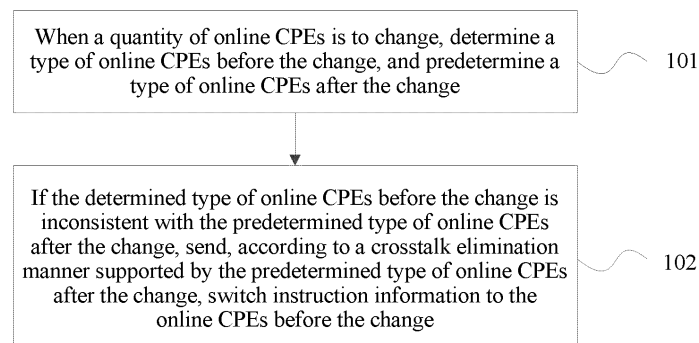 When a quantity of online CPEs is to change, determine a
type of online CPEs before the change, and predetermine a
type of online CPEs after the change
101
If the determined type of online CPEs before the change is
inconsistent with the predetermined type of online CPEs
after the change, send, according to a crosstalk elimination
manner supported by the predetermined type of online CPEs
after the change, switch instruction information to the
online CPEs before the change
102